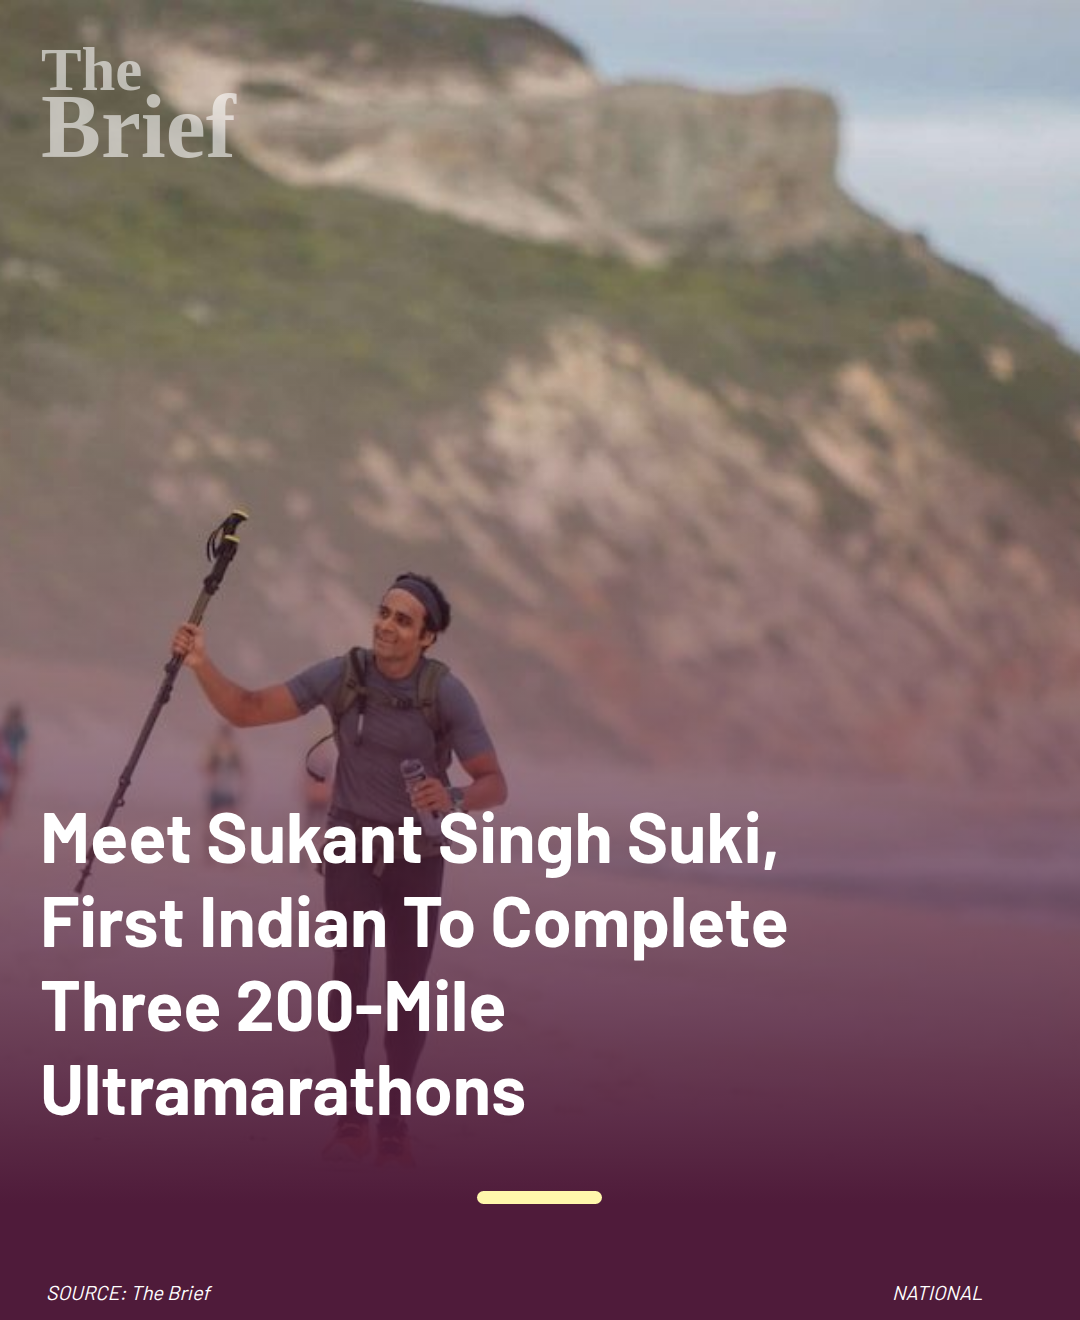 The
Brief
Meet Sukant Singh Suki,
First Indian To Complete
Three 200-Mile
Ultramarathons
SOURCE: The Brief
NATIONAL